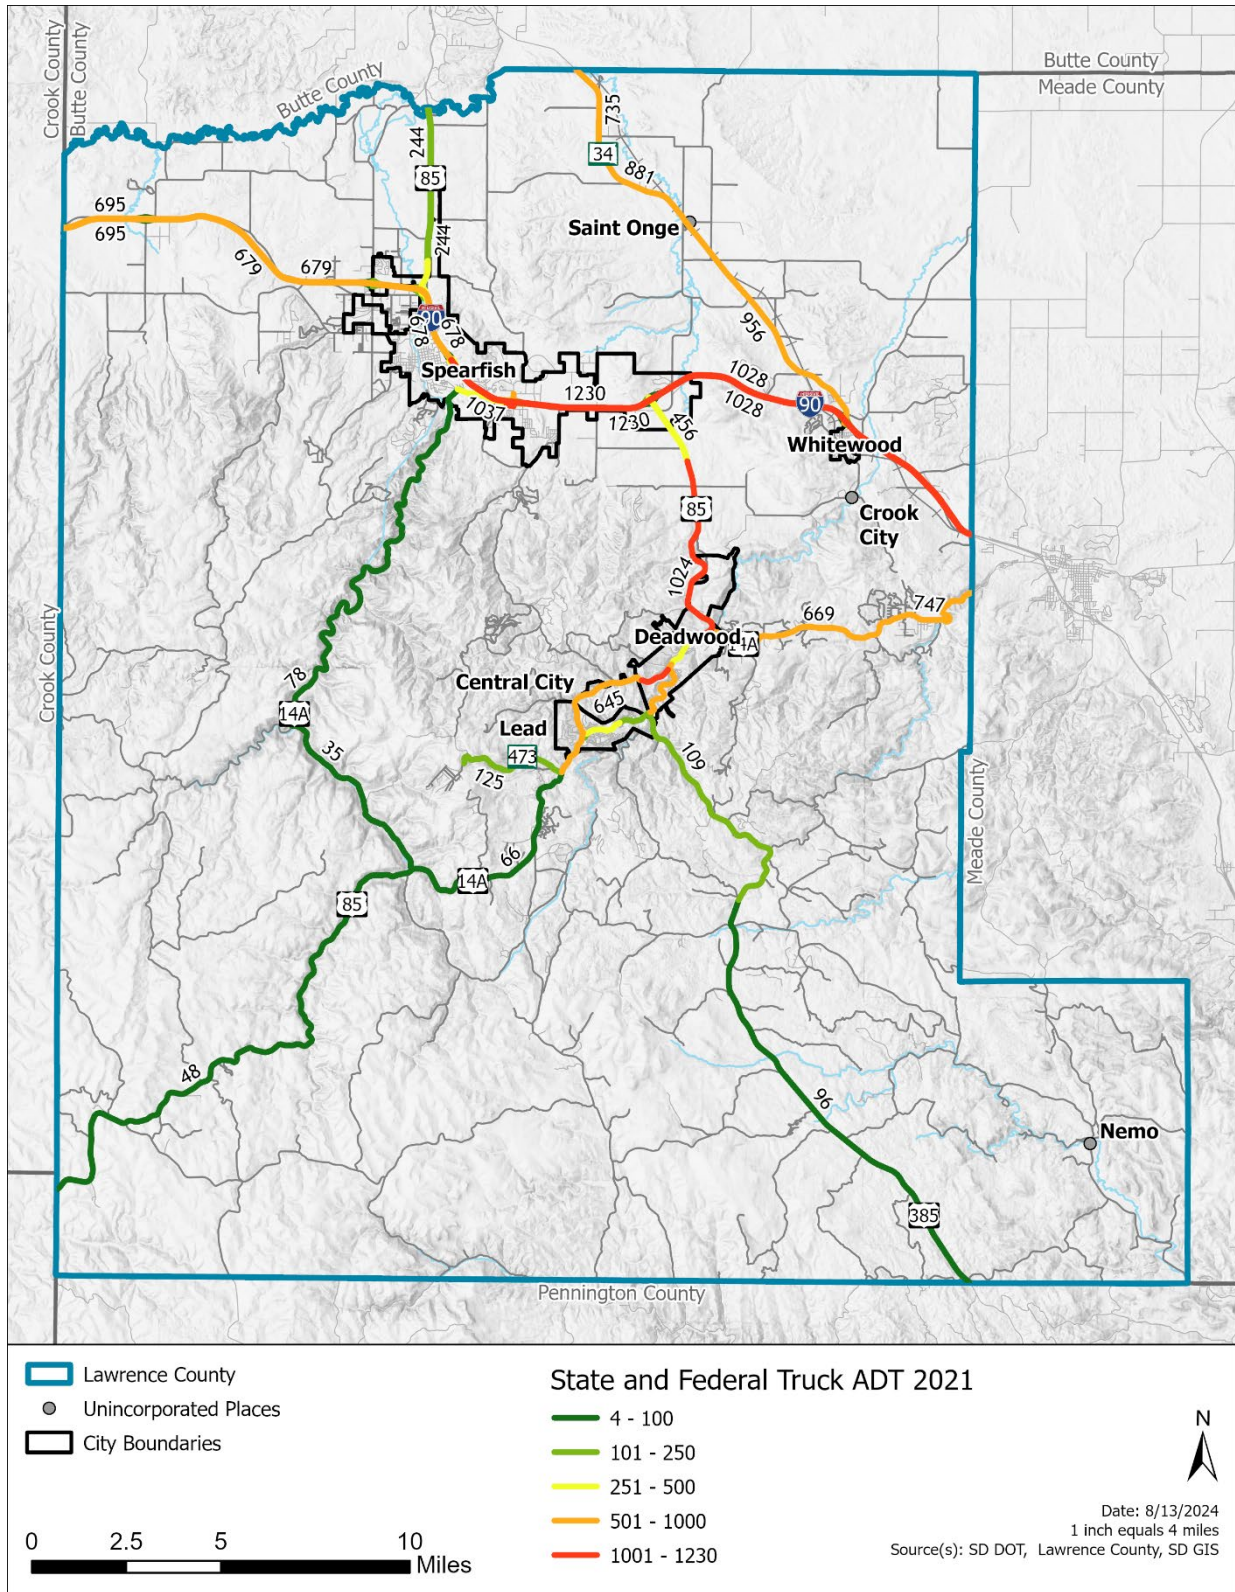 Crook County
Butte County
Butte County
Butte County
Meade County
735
244
85
34
881
695
695
Saint Onge
244
679
679
90
678
678
956
Spearfish
1028
1028
1230
1037
1230
90
456
Whitewood
85
Crook
City
1024
Crook County
747
669
Deadwood
14A
78
Central City
645
14A
Lead
35
473
109
125
Meade County
66
14A
85
48
96
Nemo
385
Pennington County
Lawrence County
Unincorporated Places
City Boundaries
0 2.5 5 10
Miles
State and Federal Truck ADT 2021
4 - 100
101 - 250
251 - 500
501 - 1000
1001 - 1230
N
Date: 8/13/2024
1 inch equals 4 miles
Source(s): SD DOT, Lawrence County, SD GIS